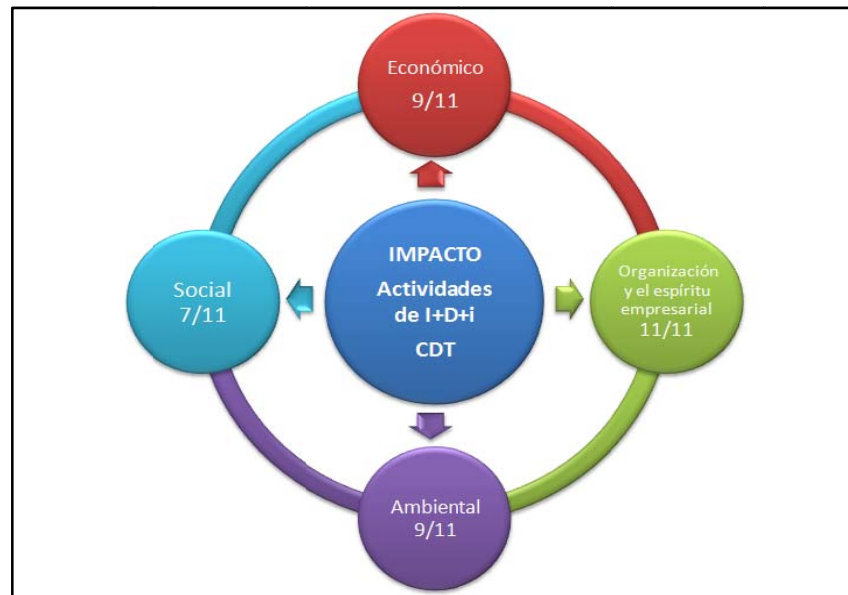 Económico
9/11
IMPACTO
Actividades
de I+D+i
CDT
Social
7/11
Organización
y el espíritu
empresarial
11/11
Ambiental
9/11